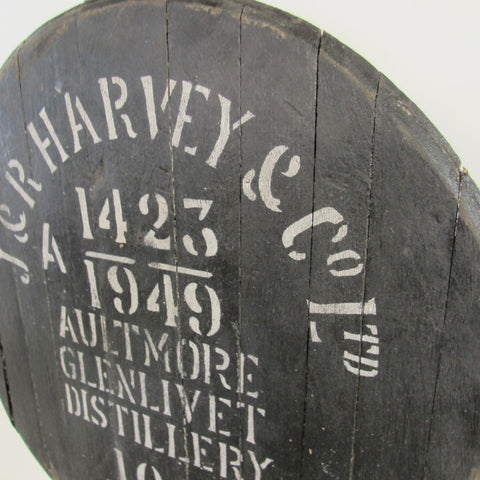 J & R HARVEY & CO LTD
A 1423
1949
AULTMORE
GLENLIVET
DISTILLERY